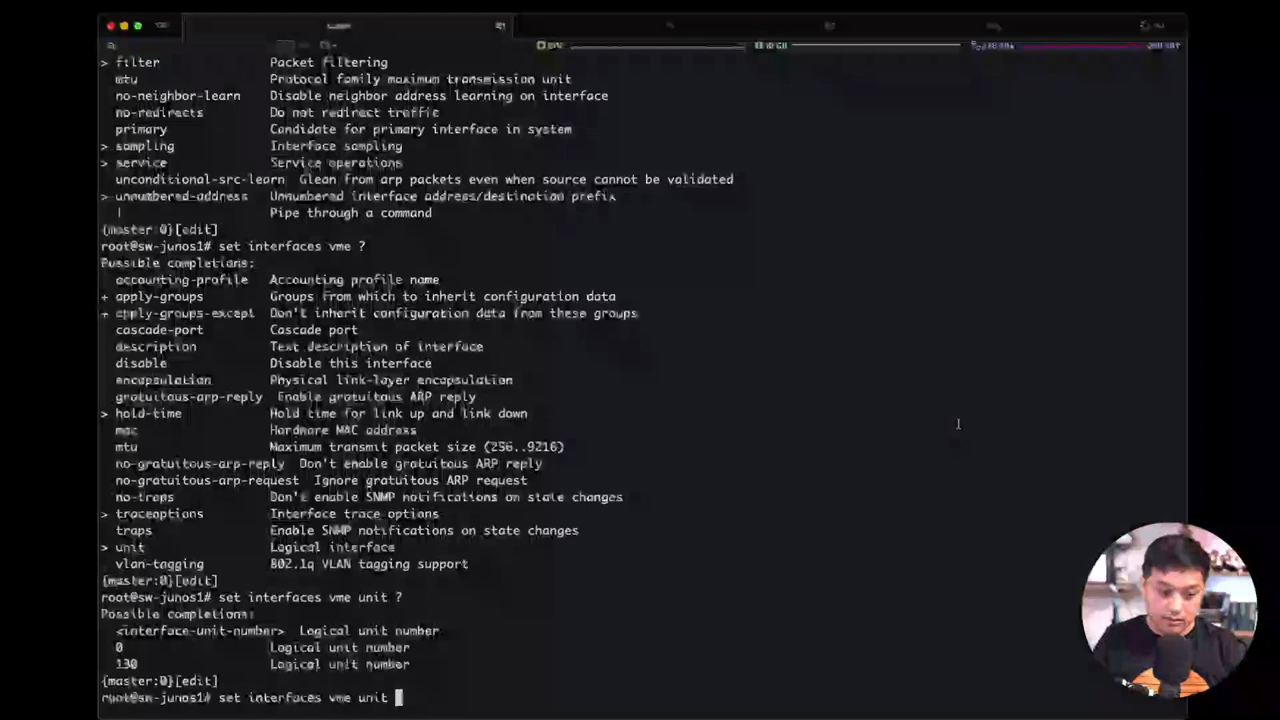 > filter Packet filtering
mtu Protocol family maximum transmission unit
no-neighbor-learn Disable neighbor address learning on interface
no-redirects Do not redirect traffic
primary Candidate for primary interface in system
> sampling Interface sampling
> service Service operations
unconditional-src-learn Glean from arp packets even when source cannot be validated
> unnumbered-address Unnumbered interface address/destination prefix
| Pipe through a command
{master:0}[edit]
root@sw-junos1# set interfaces vme ?
Possible completions:
accounting-profile Accounting profile name
+ apply-groups Groups from which to inherit configuration data
+ apply-groups-except Don't inherit configuration data from these groups
cascade-port Cascade port
description Text description of interface
disable Disable this interface
encapsulation Physical link-layer encapsulation
gratuitous-arp-reply Enable gratuitous ARP reply
> hold-time Hold time for link up and link down
mac Hardware MAC address
mtu Maximum transmit packet size (256..9216)
no-gratuitous-arp-reply Don't enable gratuitous ARP reply
no-gratuitous-arp-request Ignore gratuitous ARP request
no-traps Don't enable SNMP notifications on state changes
> traceoptions Interface trace options
traps Enable SNMP notifications on state changes
> unit Logical interface
vlan-tagging 802.1q VLAN tagging support
{master:0}[edit]
root@sw-junos1# set interfaces vme unit ?
Possible completions:
<interface-unit-number> Logical unit number
0 Logical unit number
130 Logical unit number
{master:0}[edit]
root@sw-junos1# set interfaces vme unit